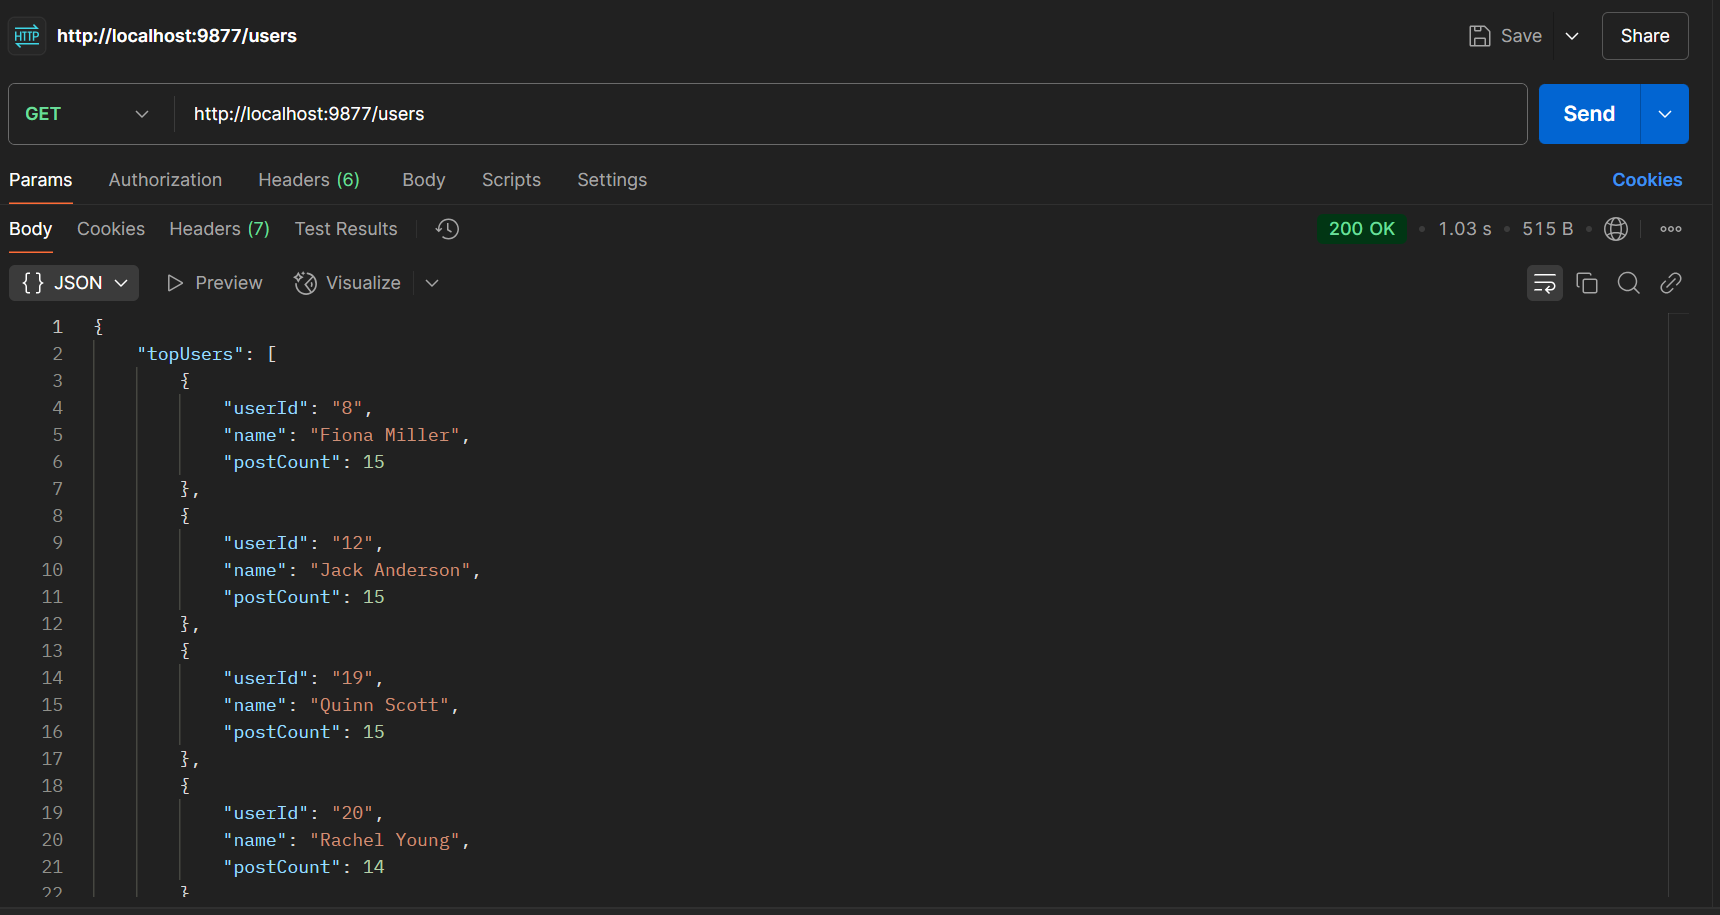 HTTP http://localhost:9877/users Save Share
GET http://localhost:9877/users Send
Params Authorization Headers (6) Body Scripts Settings Cookies
Body Cookies Headers (7) Test Results 200 OK • 1.03 s • 515 B •
{} JSON Preview Visualize
1 {
2 "topUsers": [
3 {
4 "userId": "8",
5 "name": "Fiona Miller",
6 "postCount": 15
7 },
8 {
9 "userId": "12",
10 "name": "Jack Anderson",
11 "postCount": 15
12 },
13 {
14 "userId": "19",
15 "name": "Quinn Scott",
16 "postCount": 15
17 },
18 {
19 "userId": "20",
20 "name": "Rachel Young",
21 "postCount": 14
22 }